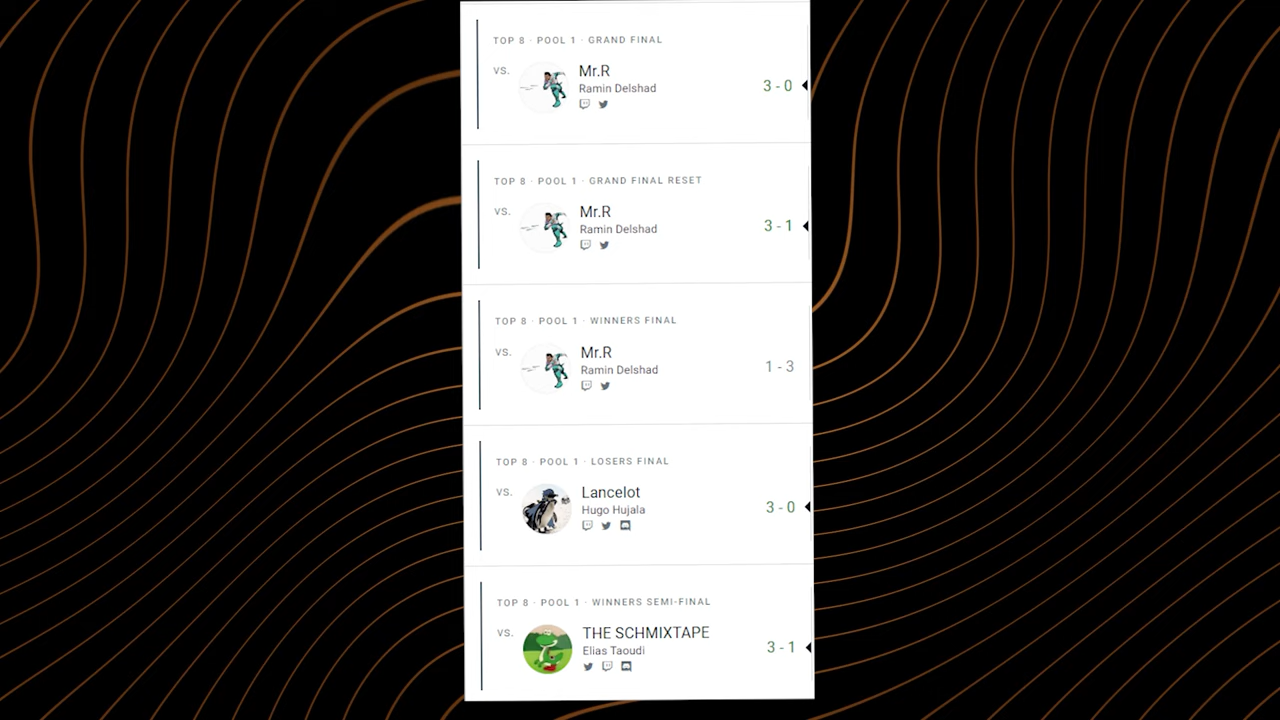 TOP 8 · POOL 1 · GRAND FINAL
VS.
Mr.R
Ramin Delshad
3 - 0
TOP 8 · POOL 1 · GRAND FINAL RESET
VS.
Mr.R
Ramin Delshad
3 - 1
TOP 8 · POOL 1 · WINNERS FINAL
VS.
Mr.R
Ramin Delshad
1 - 3
TOP 8 · POOL 1 · LOSERS FINAL
VS.
Lancelot
Hugo Hujala
3 - 0
TOP 8 · POOL 1 · WINNERS SEMI-FINAL
VS.
THE SCHMIXTAPE
Elias Taoudi
3 - 1